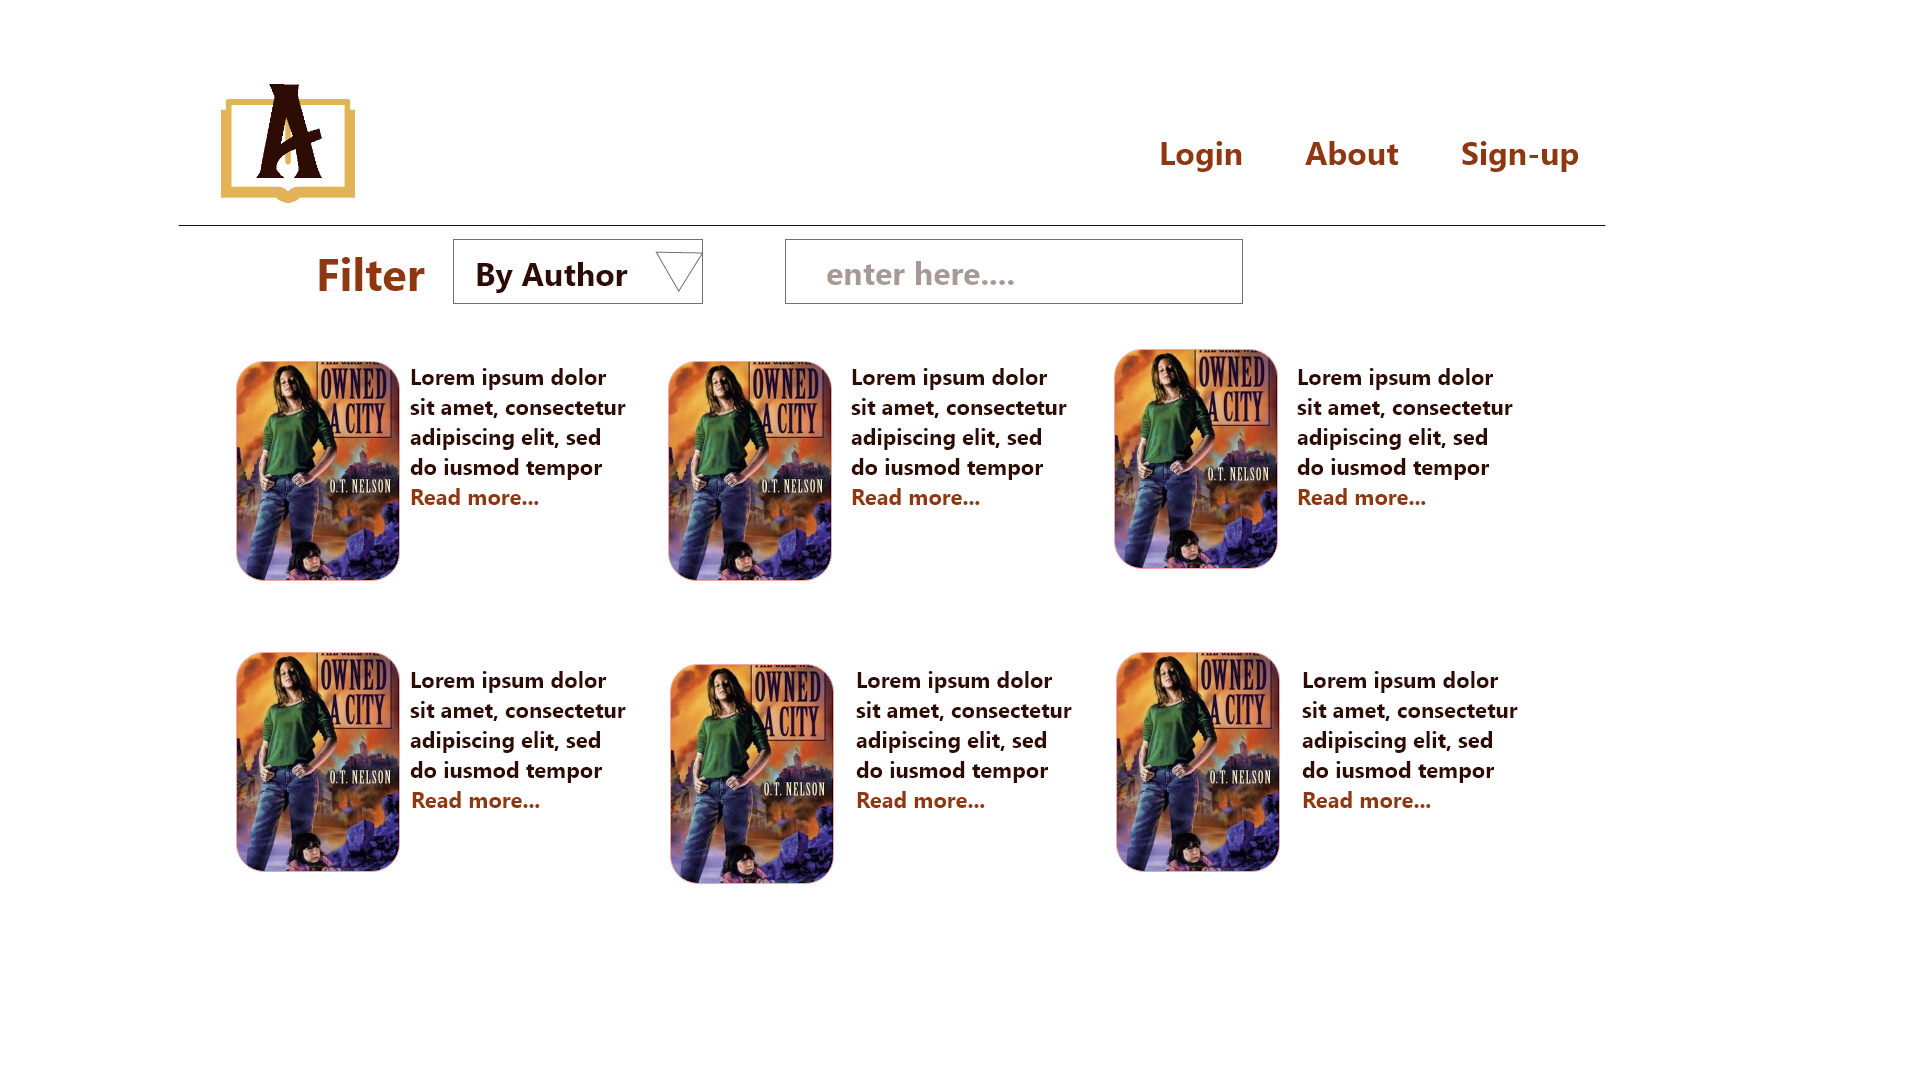 A
Login About Sign-up
Filter By Author enter here....
OWNED
A CITY
O.T. NELSON
Lorem ipsum dolor
sit amet, consectetur
adipiscing elit, sed
do iusmod tempor
Read more...
OWNED
A CITY
O.T. NELSON
Lorem ipsum dolor
sit amet, consectetur
adipiscing elit, sed
do iusmod tempor
Read more...
OWNED
A CITY
O.T. NELSON
Lorem ipsum dolor
sit amet, consectetur
adipiscing elit, sed
do iusmod tempor
Read more...
OWNED
A CITY
O.T. NELSON
Lorem ipsum dolor
sit amet, consectetur
adipiscing elit, sed
do iusmod tempor
Read more...
OWNED
A CITY
O.T. NELSON
Lorem ipsum dolor
sit amet, consectetur
adipiscing elit, sed
do iusmod tempor
Read more...
OWNED
A CITY
O.T. NELSON
Lorem ipsum dolor
sit amet, consectetur
adipiscing elit, sed
do iusmod tempor
Read more...